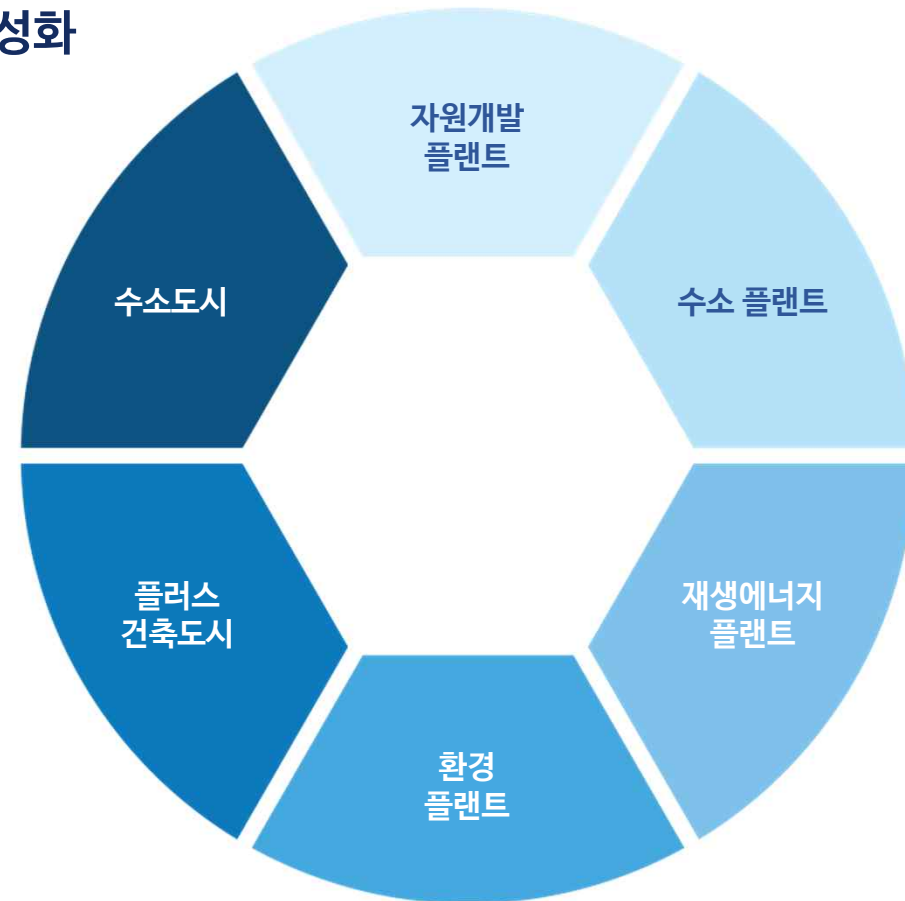 성화
자원개발
플랜트
수소 플랜트
재생에너지
플랜트
환경
플랜트
플러스
건축도시
수소도시